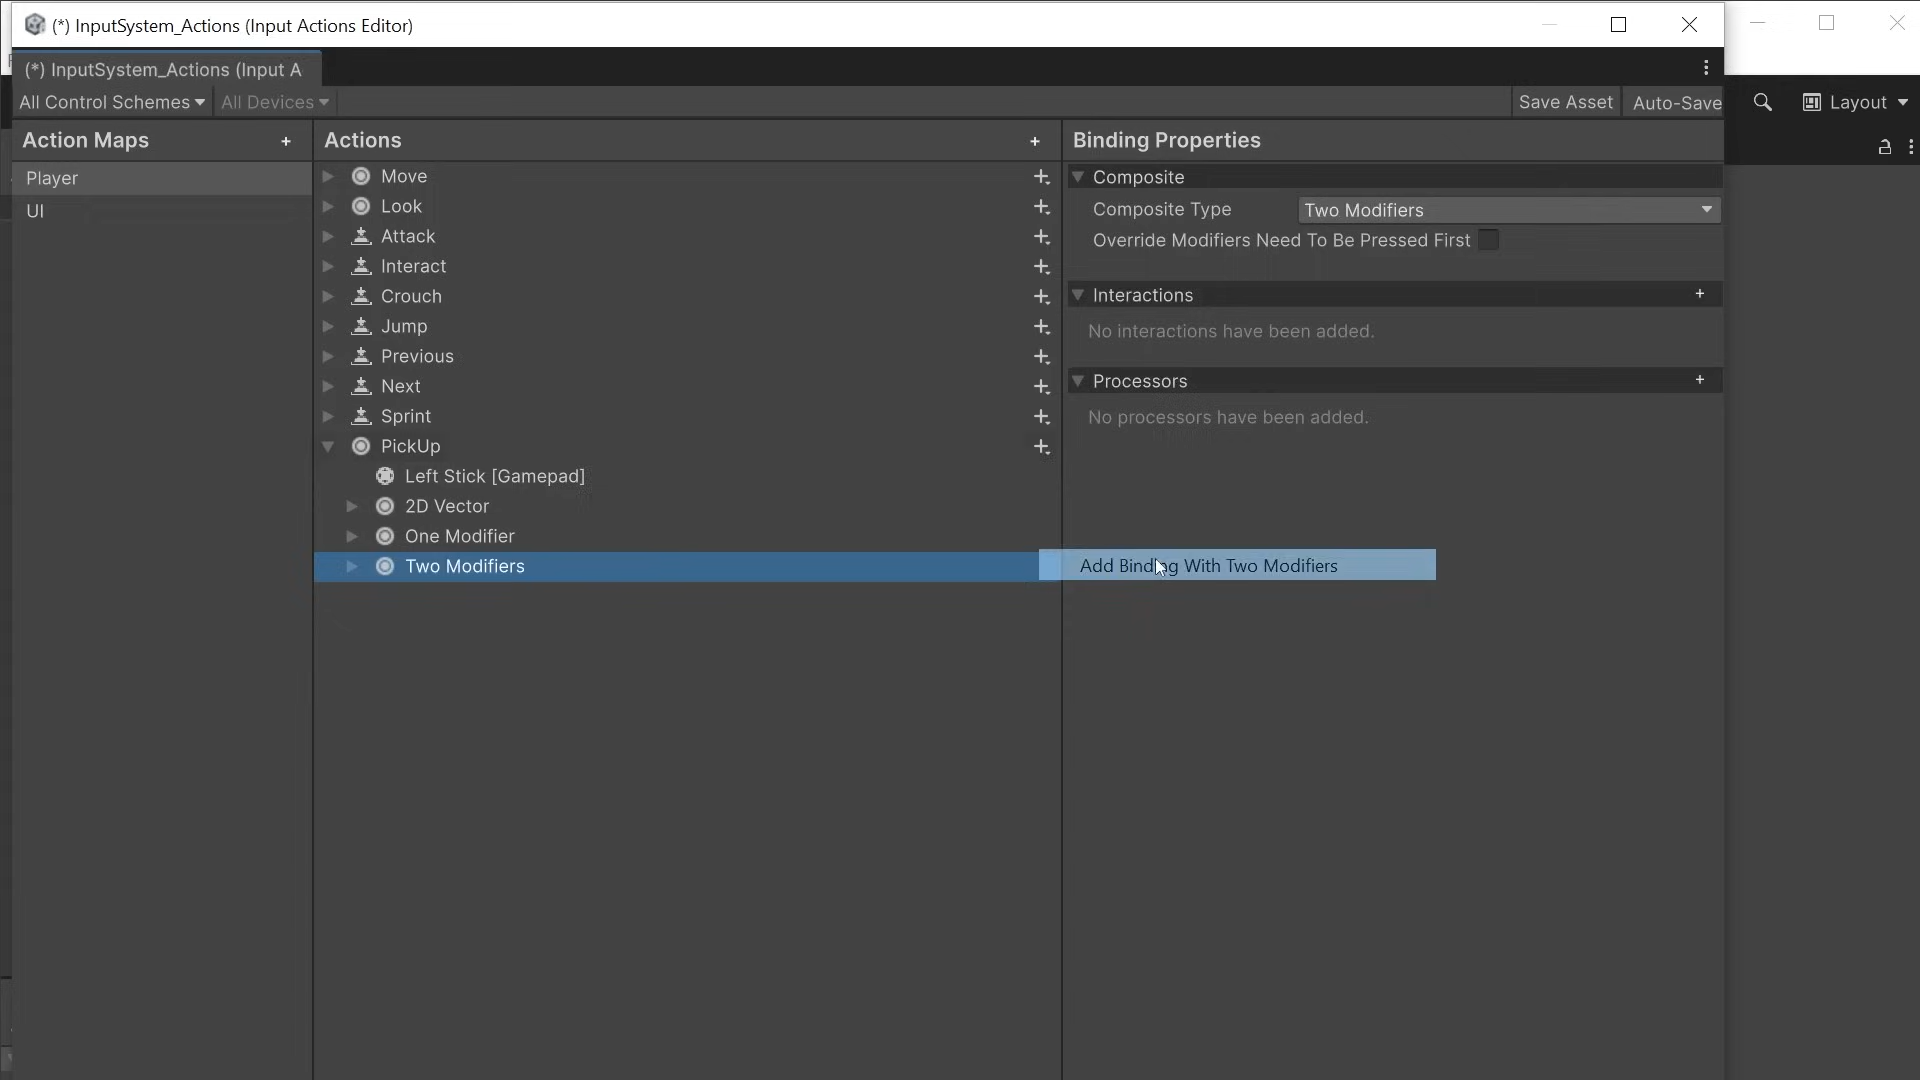 (*) InputSystem_Actions (Input Actions Editor)
(*) InputSystem_Actions (Input A
All Control Schemes
All Devices
Save Asset
Auto-Save
Layout
Action Maps
+
Player
UI
Actions
+
Move
Look
Attack
Interact
Crouch
Jump
Previous
Next
Sprint
PickUp
Left Stick [Gamepad]
2D Vector
One Modifier
Two Modifiers
Binding Properties
Composite
Composite Type
Two Modifiers
Override Modifiers Need To Be Pressed First
Interactions
+
No interactions have been added.
Processors
+
No processors have been added.
Add Binding With Two Modifiers